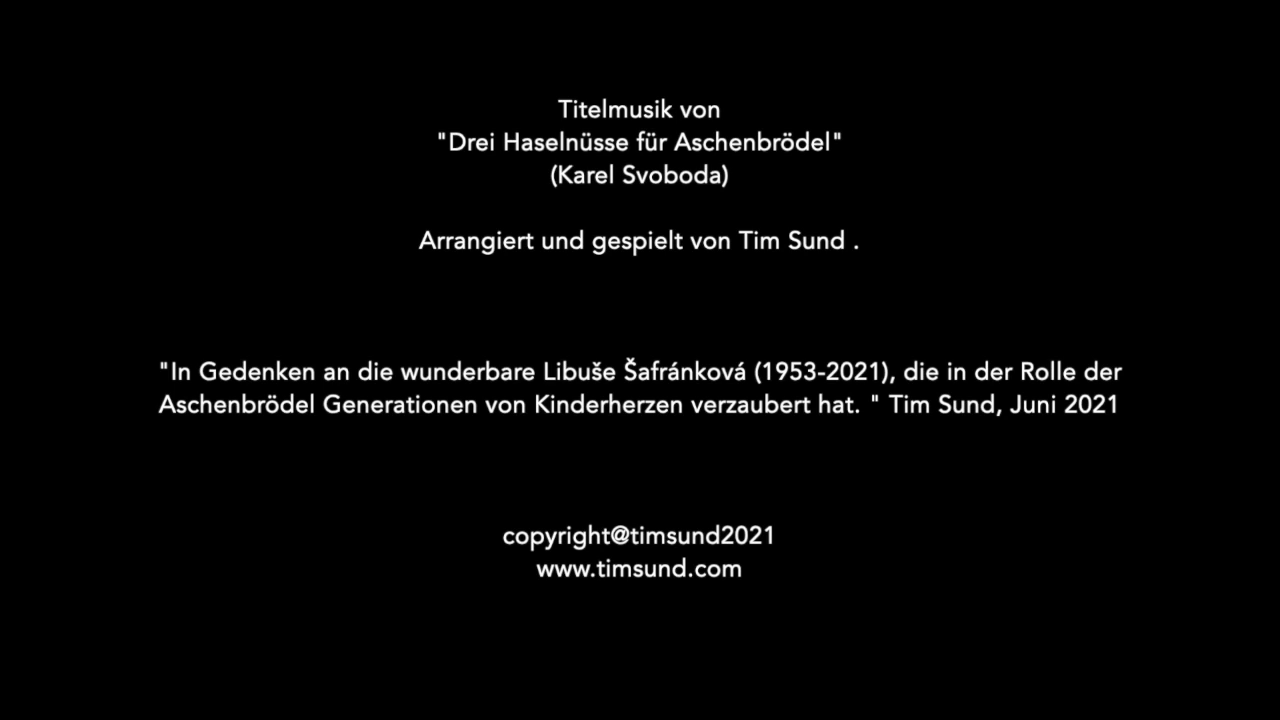 Titelmusik von
"Drei Haselnüsse für Aschenbrödel"
(Karel Svoboda)
Arrangiert und gespielt von Tim Sund .
"In Gedenken an die wunderbare Libuše Šafránková (1953-2021), die in der Rolle der
Aschenbrödel Generationen von Kinderherzen verzaubert hat. " Tim Sund, Juni 2021
copyright@timsund2021
www.timsund.com